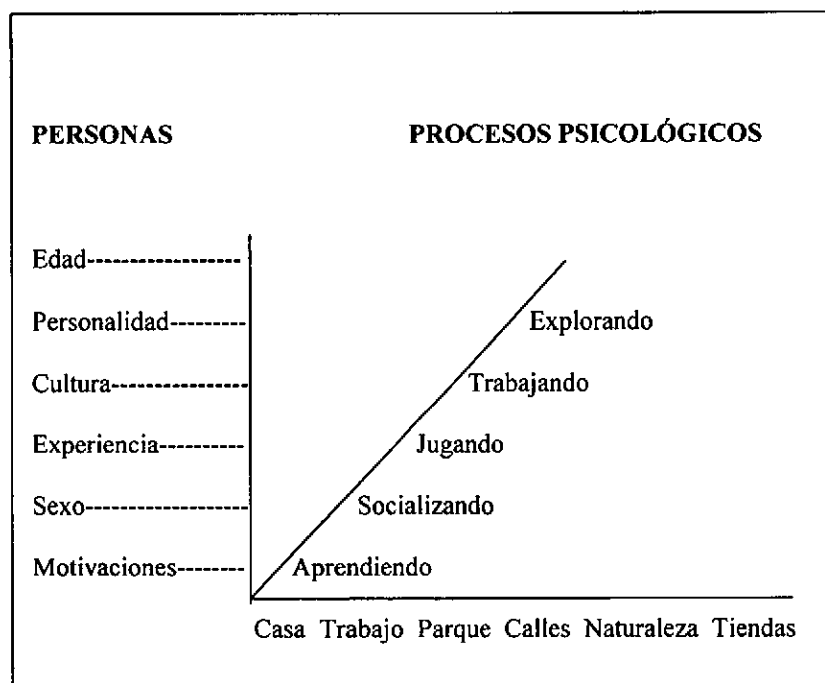 PERSONAS PROCESOS PSICOLÓGICOS
Edad
Personalidad Explorando
Cultura Trabajando
Experiencia Jugando
Sexo Socializando
Motivaciones Aprendiendo
Casa Trabajo Parque Calles Naturaleza Tiendas